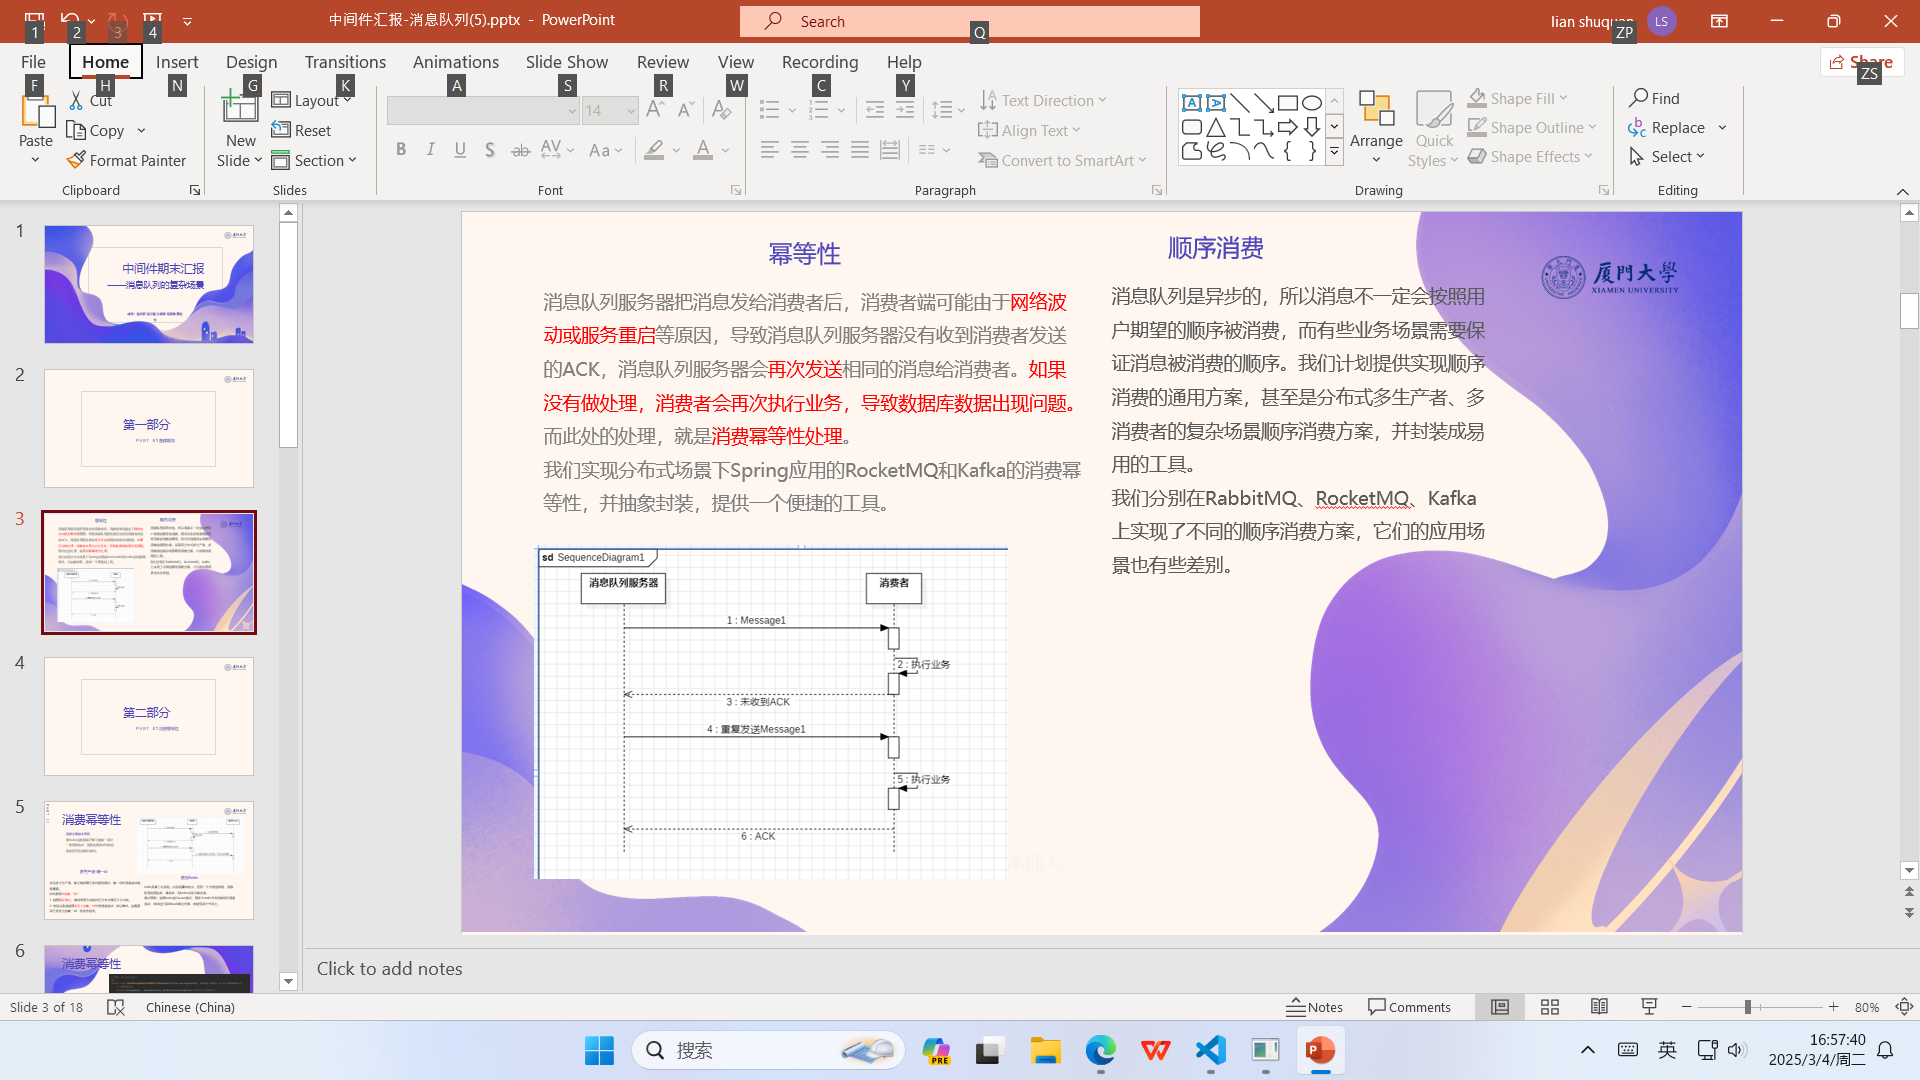 中间件汇报-消息队列(5).pptx - PowerPoint
Search
lian shuquan
LS
1 2 3 4 Q ZP
File Home Insert Design Transitions Animations Slide Show Review View Recording Help
Share
F H N G K A S R W C Y ZS
Paste
Cut
Copy
Format Painter
Clipboard
New Slide
Layout
Reset
Section
Slides
14
Font
Text Direction
Align Text
Convert to SmartArt
Paragraph
Arrange
Quick Styles
Shape Fill
Shape Outline
Shape Effects
Drawing
Find
Replace
Select
Editing
1
中间件期末汇报
——消息队列的复杂场景
2
第一部分
3
4
第二部分
5
消费幂等性
6
消费幂等性
幂等性
消息队列服务器把消息发给消费者后，消费者端可能由于网络波
动或服务重启等原因，导致消息队列服务器没有收到消费者发送
的ACK，消息队列服务器会再次发送相同的消息给消费者。如果
没有做处理，消费者会再次执行业务，导致数据库数据出现问题。
而此处的处理，就是消费幂等性处理。
我们实现分布式场景下Spring应用的RocketMQ和Kafka的消费幂
等性，并抽象封装，提供一个便捷的工具。
sd SequenceDiagram1
消息队列服务器
消费者
1 : Message1
2 : 执行业务
3 : 未收到ACK
4 : 重复发送Message1
5 : 执行业务
6 : ACK
本插入
顺序消费
消息队列是异步的，所以消息不一定会按照用
户期望的顺序被消费，而有些业务场景需要保
证消息被消费的顺序。我们计划提供实现顺序
消费的通用方案，甚至是分布式多生产者、多
消费者的复杂场景顺序消费方案，并封装成易
用的工具。
我们分别在RabbitMQ、RocketMQ、Kafka
上实现了不同的顺序消费方案，它们的应用场
景也有些差别。
厦門大學
XIAMEN UNIVERSITY
Click to add notes
Slide 3 of 18
Chinese (China)
Notes
Comments
80%
搜索
PRE
英
16:57:40
2025/3/4/周二